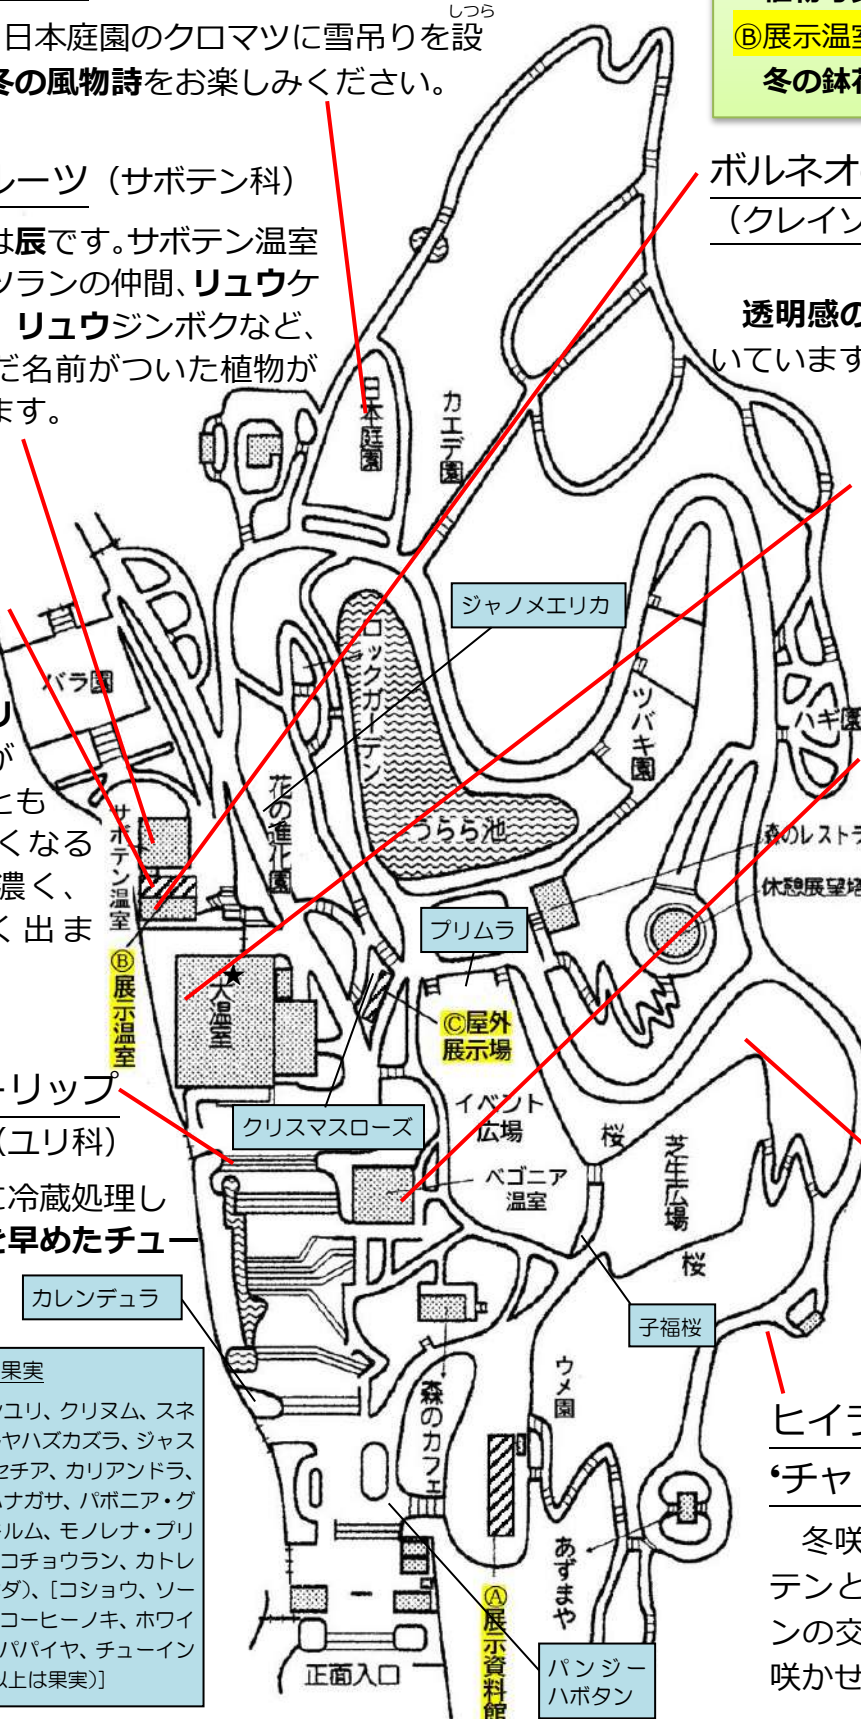 しつら
日本庭園のクロマツに雪吊りを設
冬の風物詩をお楽しみください。
Ⓑ展示温室
冬の鉢花
ルーツ（サボテン科）
は辰です。サボテン温室
ツランの仲間、リュウケ
リュウジンボクなど、
だ名前がついた植物が
ます。
ボルネオ
（クレイソ
透明感の
いています
日本庭園
カエデ園
ジャノメエリカ
ロックガーデン
バラ園
ツバキ園
ハギ園
リ
が
とも
くなる
濃く、
く出ま
花の進化園
うらら池
サボテン温室
森のレストラ
休憩展望塔
プリムラ
Ⓑ展示温室
大温室
Ⓒ屋外
展示場
ーリップ
（ユリ科）
に冷蔵処理し
を早めたチュー
クリスマスローズ
イベント
広場
桜
芝生広場
ベゴニア
温室
桜
カレンデュラ
子福桜
果実
ンユリ、クリヌム、スネ
ヤハズカズラ、ジャス
セチア、カリアンドラ、
ハナガサ、パボニア・グ
キルム、モノレナ・プリ
コチョウラン、カトレ
ダ）、［コショウ、ソー
コーヒーノキ、ホワイ
パパイヤ、チューイン
以上は果実)］
森のカフェ
ウメ園
ヒイラ
‘チャ
冬咲
テンと
ンの交
咲かせ
あずまや
Ⓐ展示資料館
正面入口
パンジー
ハボタン